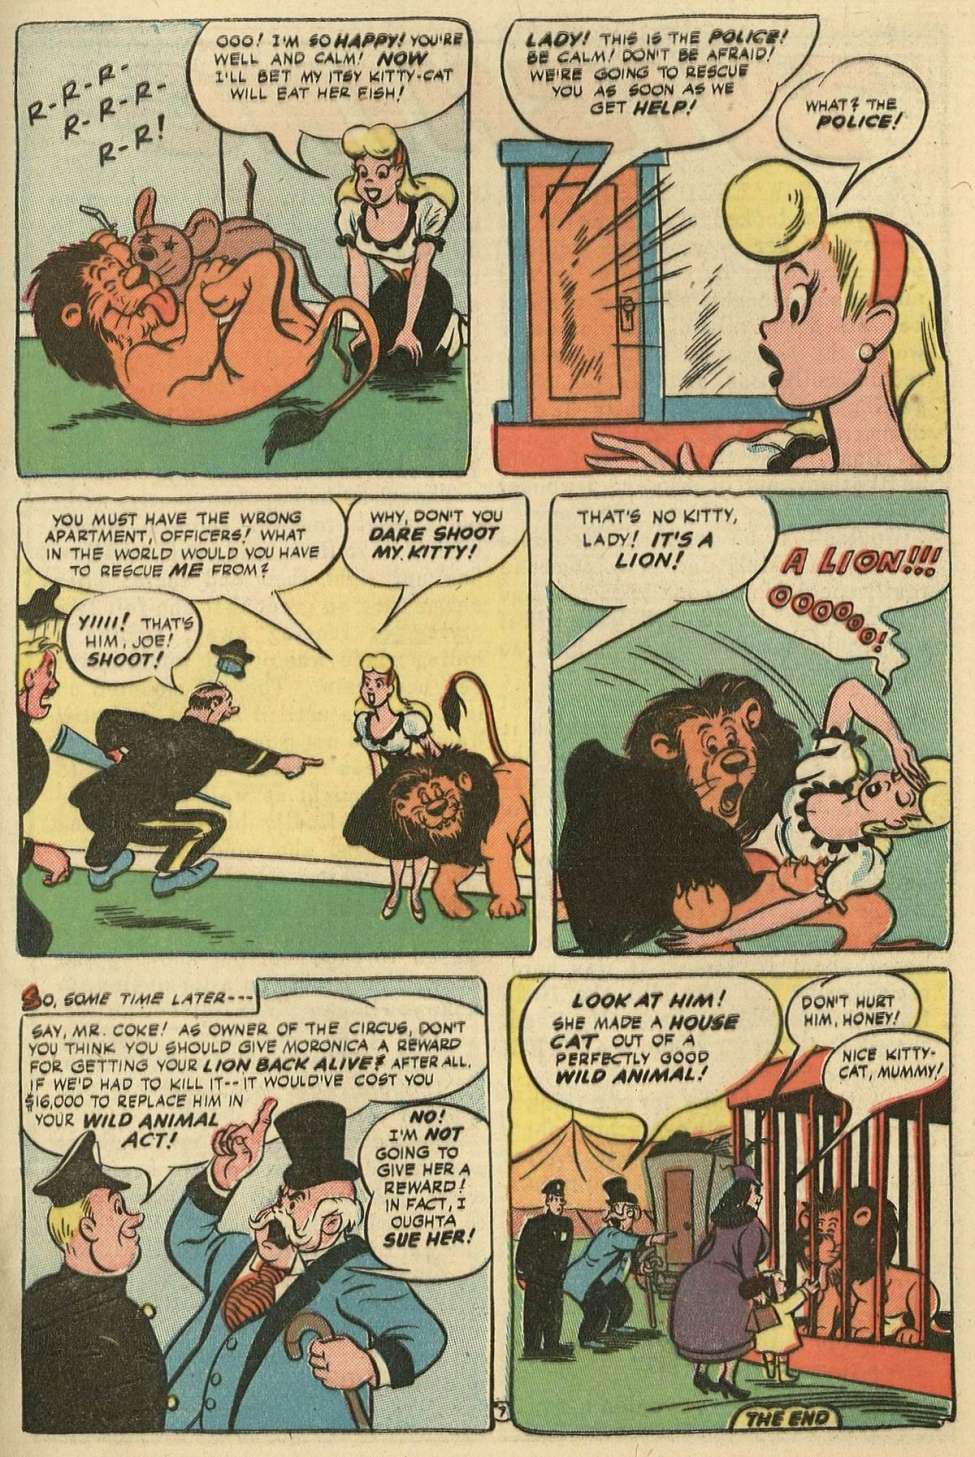 R-R-R-
R-R-R-
R-R!
OOO! I'M SO HAPPY! YOU'RE
WELL AND CALM! NOW
I'LL BET MY ITSY KITTY-CAT
WILL EAT HER FISH!
LADY! THIS IS THE POLICE!
BE CALM! DON'T BE AFRAID!
WE'RE GOING TO RESCUE
YOU AS SOON AS WE
GET HELP!
WHAT? THE
POLICE!
YOU MUST HAVE THE WRONG
APARTMENT, OFFICERS! WHAT
IN THE WORLD WOULD YOU HAVE
TO RESCUE ME FROM?
WHY, DON'T YOU
DARE SHOOT
MY KITTY!
YIIII! THAT'S
HIM, JOE!
SHOOT!
THAT'S NO KITTY,
LADY! IT'S A
LION!
A LION!!!
OOOOOO!
SO, SOME TIME LATER---
SAY, MR. COKE! AS OWNER OF THE CIRCUS, DON'T
YOU THINK YOU SHOULD GIVE MORONICA A REWARD
FOR GETTING YOUR LION BACK ALIVE? AFTER ALL,
IF WE'D HAD TO KILL IT--IT WOULD'VE COST YOU
$16,000 TO REPLACE HIM IN
YOUR WILD ANIMAL
ACT!
NO!
I'M NOT
GOING TO
GIVE HER A
REWARD!
IN FACT, I
OUGHTA
SUE HER!
LOOK AT HIM!
SHE MADE A HOUSE
CAT OUT OF A
PERFECTLY GOOD
WILD ANIMAL!
DON'T HURT
HIM, HONEY!
NICE KITTY-
CAT, MUMMY!
7
THE END